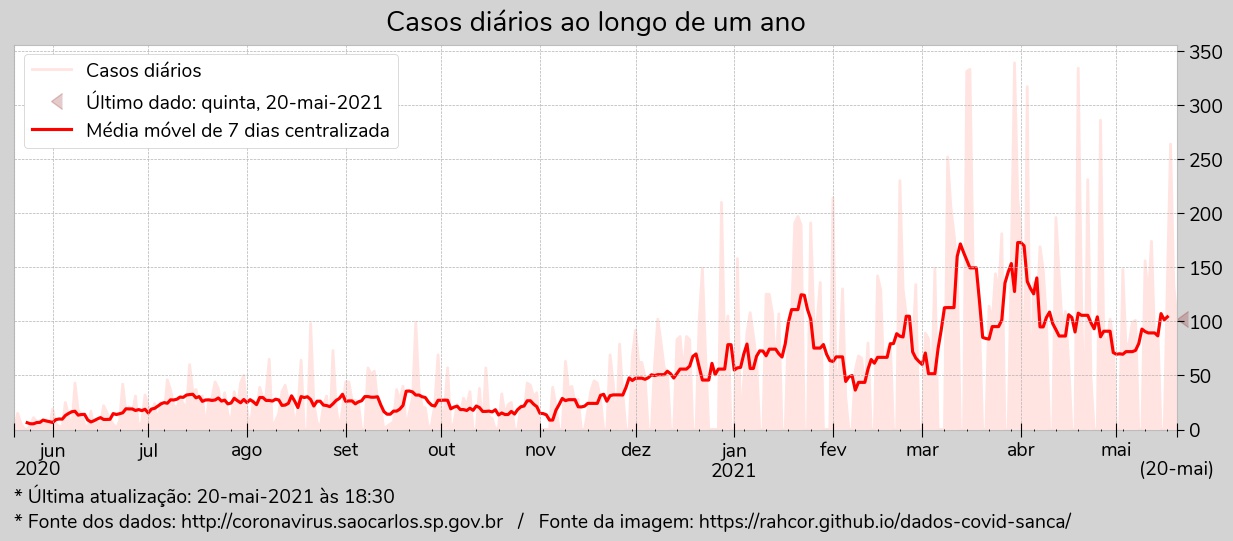 Casos diários ao longo de um ano
Casos diários
Último dado: quinta, 20-mai-2021
Média móvel de 7 dias centralizada
350
300
250
200
150
100
50
0
jun jul ago set out nov dez jan fev mar abr mai
2020 2021 (20-mai)
* Última atualização: 20-mai-2021 às 18:30
* Fonte dos dados: http://coronavirus.saocarlos.sp.gov.br / Fonte da imagem: https://rahcor.github.io/dados-covid-sanca/